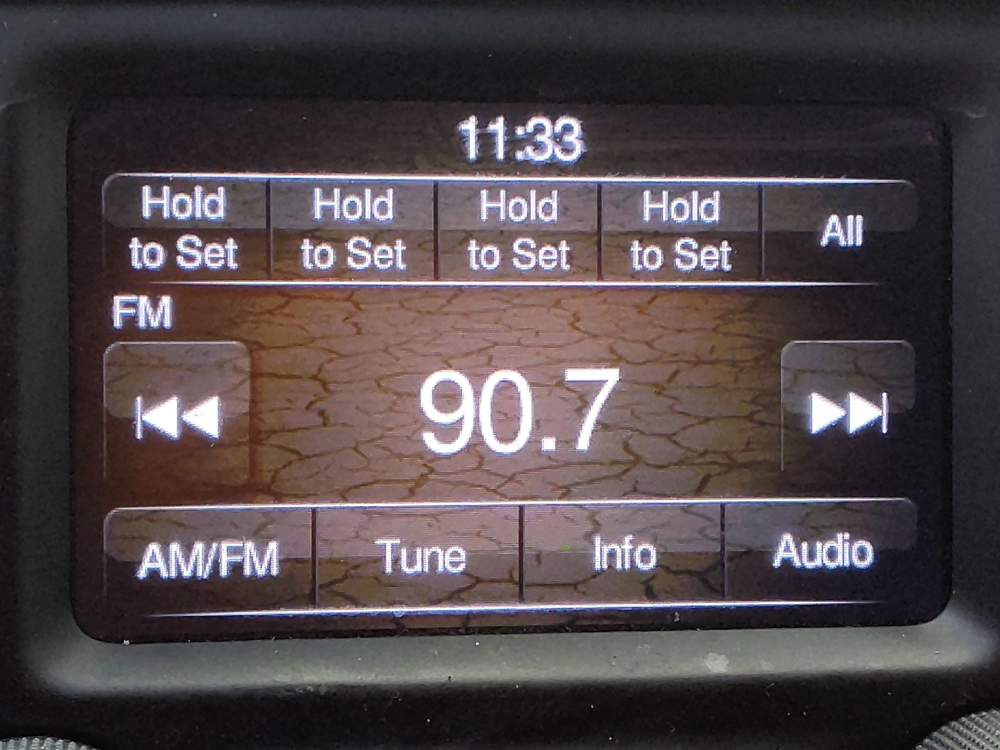 11:33
Hold to Set Hold to Set Hold to Set Hold to Set All
FM
90.7
AM/FM Tune Info Audio